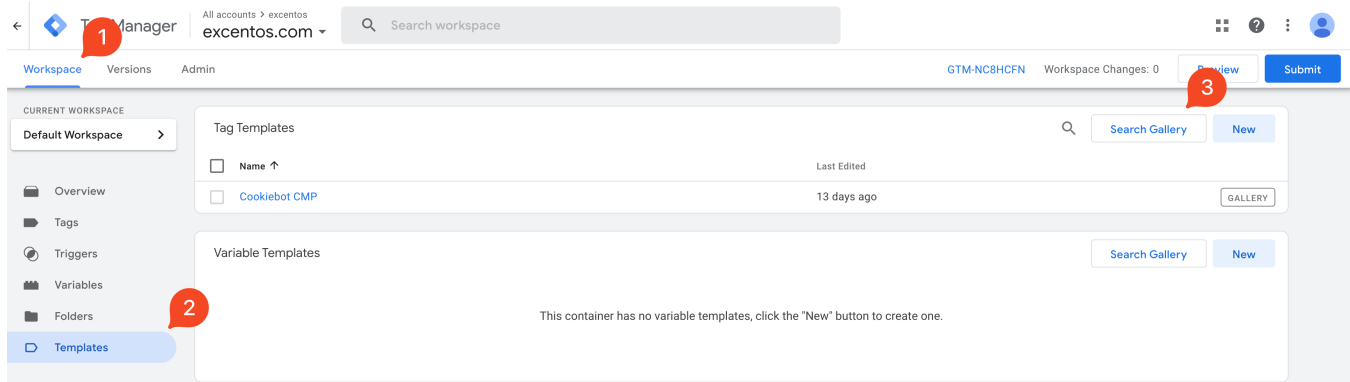 All accounts > excentos
Manager
excentos.com
Search workspace
1
Workspace Versions Admin
GTM-NC8HCFN Workspace Changes: 0 Preview Submit
3
CURRENT WORKSPACE
Default Workspace
Overview
Tags
Triggers
Variables
Folders
2
Templates
Tag Templates
Search Gallery New
Name Last Edited
Cookiebot CMP 13 days ago GALLERY
Variable Templates
Search Gallery New
This container has no variable templates, click the "New" button to create one.